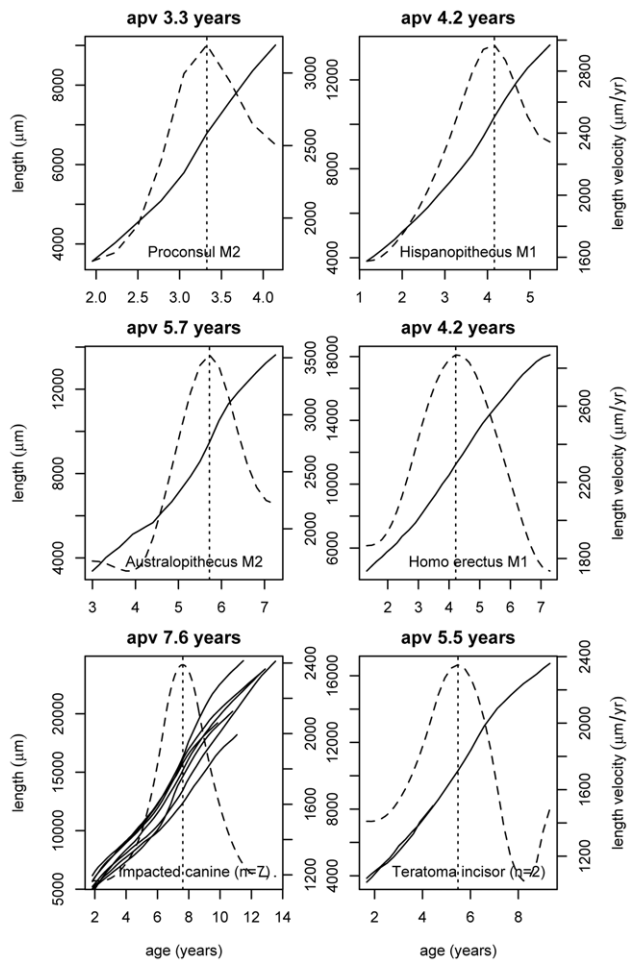 apv 3.3 years
apv 4.2 years
length (μm)
4000 6000 8000
2000 2500 3000
Proconsul M2
2.0 2.5 3.0 3.5 4.0
4000 8000 12000
1600 2000 2400 2800
length velocity (μm/yr)
Hispanopithecus M1
1 2 3 4 5
apv 5.7 years
apv 4.2 years
length (μm)
4000 8000 12000
2000 2500 3000 3500
Australopithecus M2
3 4 5 6 7
6000 10000 14000 18000
1800 2200 2600
length velocity (μm/yr)
Homo erectus M1
2 3 4 5 6 7
apv 7.6 years
apv 5.5 years
length (μm)
5000 10000 15000 20000
1200 1600 2000 2400
Impacted canine (n=7)
2 4 6 8 10 12 14
age (years)
4000 8000 12000 16000
1200 1600 2000 2400
length velocity (μm/yr)
Teratoma incisor (n=2)
2 4 6 8
age (years)